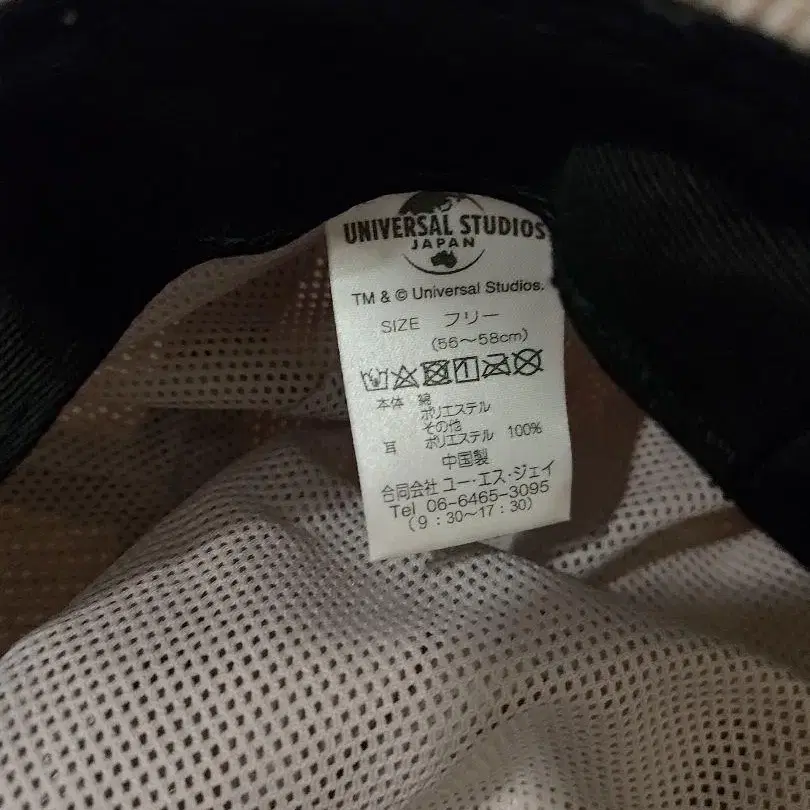 UNIVERSAL STUDIOS
JAPAN
TM & © Universal Studios.
SIZE フリー
(56～58cm)
本体 綿
ポリエステル
その他
耳 ポリエステル 100%
中国製
合同会社 ユー・エス・ジェイ
Tel 06-6465-3095
(9:30～17:30)